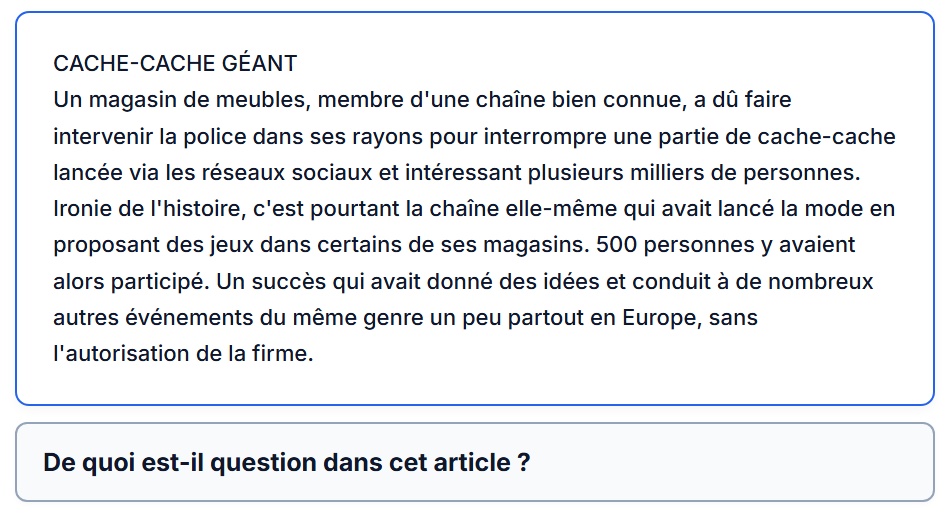 CACHE-CACHE GÉANT
Un magasin de meubles, membre d'une chaîne bien connue, a dû faire
intervenir la police dans ses rayons pour interrompre une partie de cache-cache
lancée via les réseaux sociaux et intéressant plusieurs milliers de personnes.
Ironie de l'histoire, c'est pourtant la chaîne elle-même qui avait lancé la mode en
proposant des jeux dans certains de ses magasins. 500 personnes y avaient
alors participé. Un succès qui avait donné des idées et conduit à de nombreux
autres événements du même genre un peu partout en Europe, sans
l'autorisation de la firme.
De quoi est-il question dans cet article ?